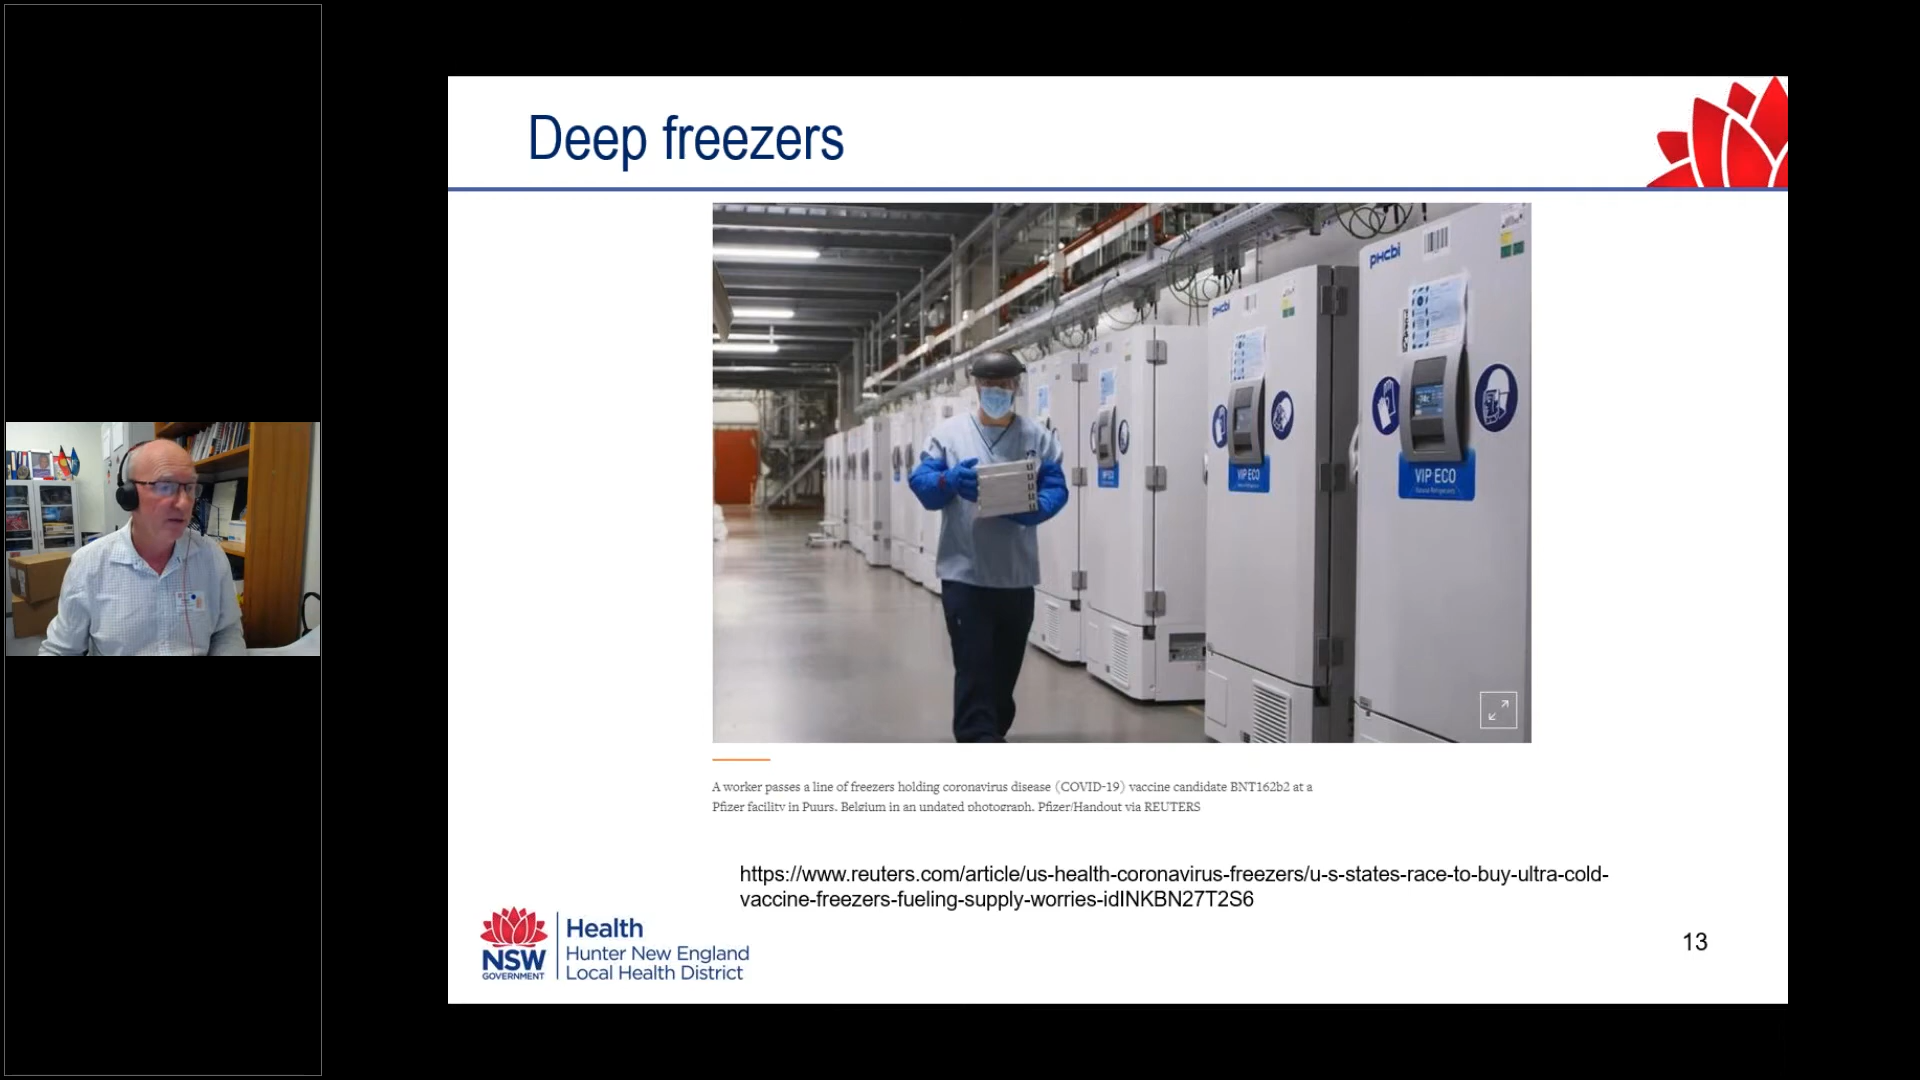 Deep freezers
PHCbi
PHCbi
VIP ECO
VIP ECO
A worker passes a line of freezers holding coronavirus disease (COVID-19) vaccine candidate BNT162b2 at a
Pfizer facility in Puurs, Belgium in an undated photograph. Pfizer/Handout via REUTERS
https://www.reuters.com/article/us-health-coronavirus-freezers/u-s-states-race-to-buy-ultra-cold-
vaccine-freezers-fueling-supply-worries-idINKBN27T2S6
NSW
GOVERNMENT
Health
Hunter New England
Local Health District
13